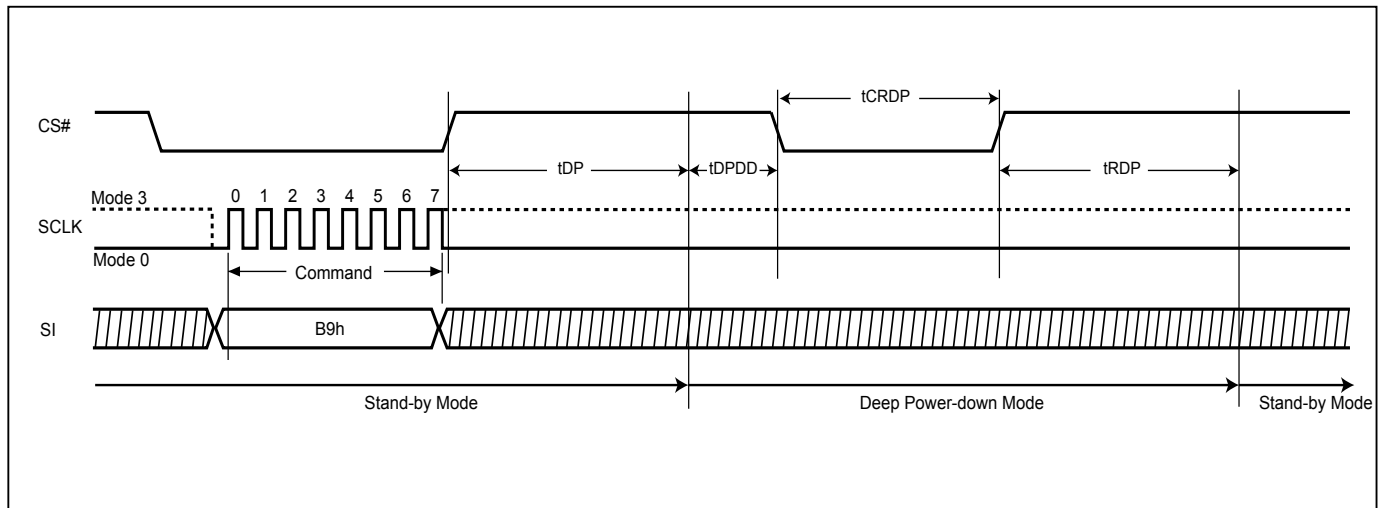 tCRDP
CS#
tDP
tDPDD
tRDP
Mode 3
0 1 2 3 4 5 6 7
SCLK
Mode 0
Command
SI
B9h
Stand-by Mode
Deep Power-down Mode
Stand-by Mode